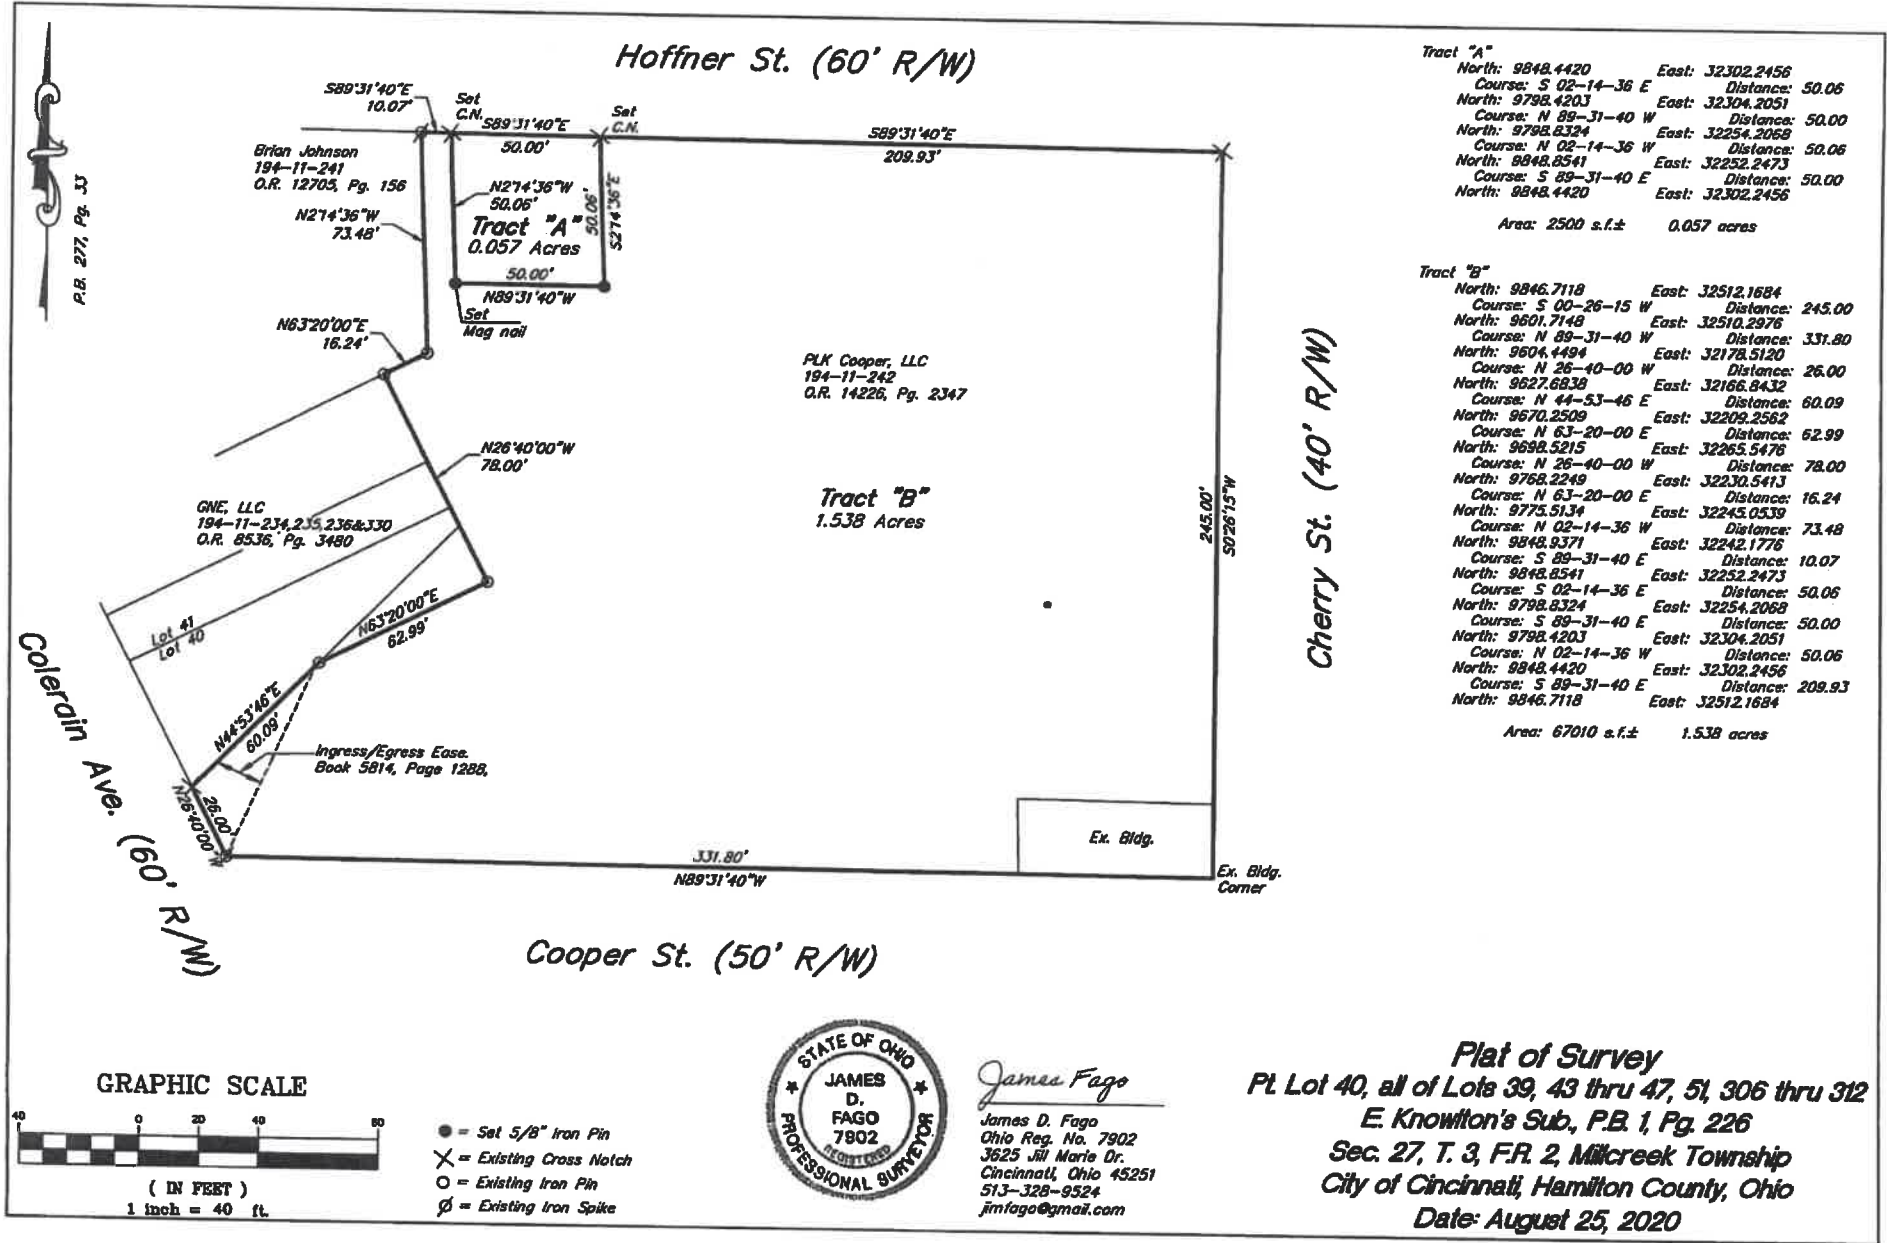 Hoffner St. (60' R/W)
P.B. 277, Pg. 33
S89°31'40"E
10.07'
Set
C.N.
S89°31'40"E
50.00'
Set
C.N.
S89°31'40"E
209.93'
Brian Johnson
194-11-241
O.R. 12705, Pg. 156
N2°14'36"W
73.48'
N2°14'36"W
50.06'
Tract "A"
0.057 Acres
50.06'
S2°14'36"E
50.00'
N89°31'40"W
Set
Mag nail
N63°20'00"E
16.24'
PLK Cooper, LLC
194-11-242
O.R. 14226, Pg. 2347
N26°40'00"W
78.00'
GNE, LLC
194-11-234,235,236&330
O.R. 8536, Pg. 3480
Tract "B"
1.538 Acres
245.00'
S0°26'15"W
Cherry St. (40' R/W)
Lot 41
Lot 40
N63°20'00"E
62.99'
Colerain Ave. (60' R/W)
N44°53'46"E
60.09'
Ingress/Egress Ease.
Book 5814, Page 1288,
26.00'
N26°40'00"W
331.80'
N89°31'40"W
Ex. Bldg.
Ex. Bldg.
Corner
Cooper St. (50' R/W)
Tract "A"
North: 9848.4420 East: 32302.2456
Course: S 02-14-36 E Distance: 50.06
North: 9798.4203 East: 32304.2051
Course: N 89-31-40 W Distance: 50.00
North: 9798.8324 East: 32254.2068
Course: N 02-14-36 W Distance: 50.06
North: 9848.8541 East: 32252.2473
Course: S 89-31-40 E Distance: 50.00
North: 9848.4420 East: 32302.2456
Area: 2500 s.f.± 0.057 acres
Tract "B"
North: 9846.7118 East: 32512.1684
Course: S 00-26-15 W Distance: 245.00
North: 9601.7148 East: 32510.2976
Course: N 89-31-40 W Distance: 331.80
North: 9604.4494 East: 32178.5120
Course: N 26-40-00 W Distance: 26.00
North: 9627.6838 East: 32166.8432
Course: N 44-53-46 E Distance: 60.09
North: 9670.2509 East: 32209.2562
Course: N 63-20-00 E Distance: 62.99
North: 9698.5215 East: 32265.5476
Course: N 26-40-00 W Distance: 78.00
North: 9768.2249 East: 32230.5413
Course: N 63-20-00 E Distance: 16.24
North: 9775.5134 East: 32245.0539
Course: N 02-14-36 W Distance: 73.48
North: 9848.9371 East: 32242.1776
Course: S 89-31-40 E Distance: 10.07
North: 9848.8541 East: 32252.2473
Course: S 02-14-36 E Distance: 50.06
North: 9798.8324 East: 32254.2068
Course: S 89-31-40 E Distance: 50.00
North: 9798.4203 East: 32304.2051
Course: N 02-14-36 W Distance: 50.06
North: 9848.4420 East: 32302.2456
Course: S 89-31-40 E Distance: 209.93
North: 9846.7118 East: 32512.1684
Area: 67010 s.f.± 1.538 acres
GRAPHIC SCALE
40 0 20 40 80
( IN FEET )
1 inch = 40 ft.
= Set 5/8" Iron Pin
= Existing Cross Notch
= Existing Iron Pin
= Existing Iron Spike
STATE OF OHIO
JAMES
D.
FAGO
7902
REGISTERED
PROFESSIONAL SURVEYOR
James Fago
James D. Fago
Ohio Reg. No. 7902
3625 Jill Marie Dr.
Cincinnati, Ohio 45251
513-328-9524
jimfago@gmail.com
Plat of Survey
Pt. Lot 40, all of Lots 39, 43 thru 47, 51, 306 thru 312
E. Knowlton's Sub., P.B. 1, Pg. 226
Sec. 27, T. 3, F.R. 2, Millcreek Township
City of Cincinnati, Hamilton County, Ohio
Date: August 25, 2020